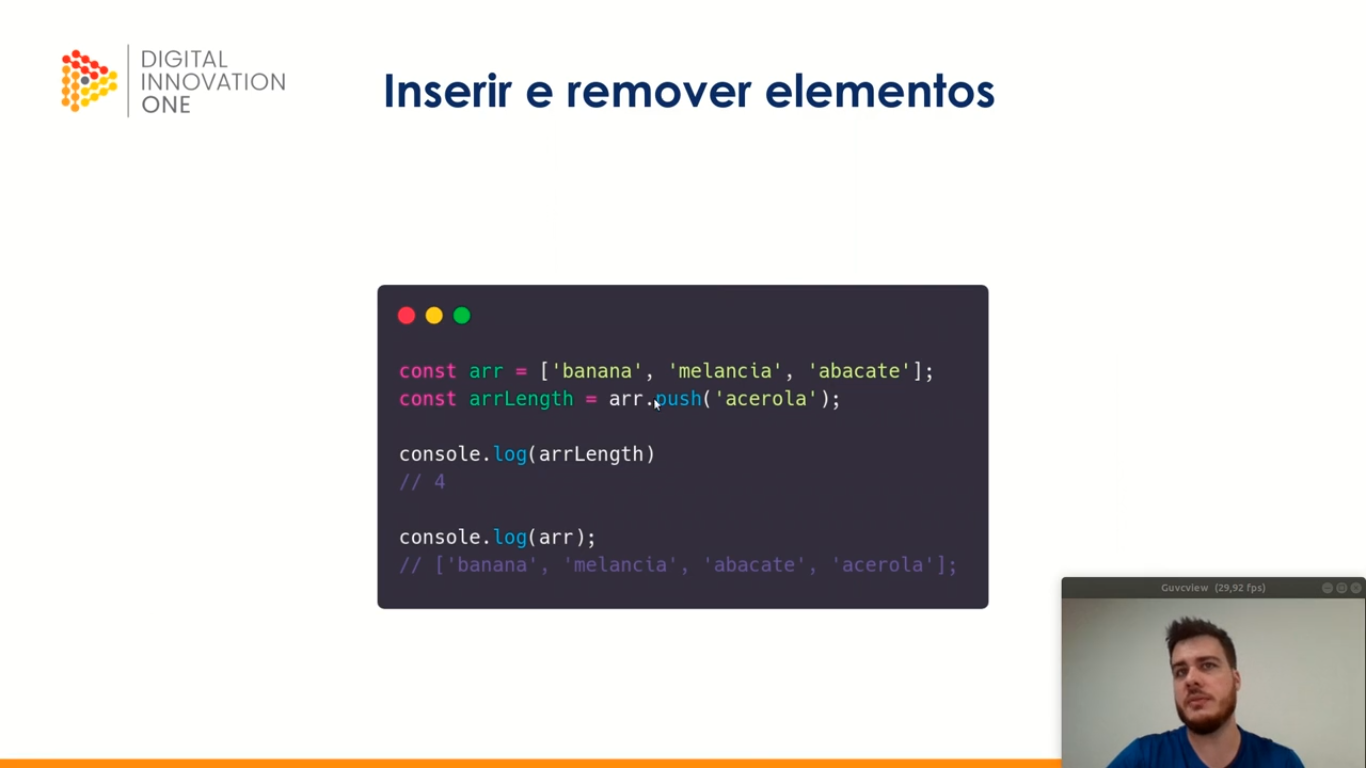 DIGITAL
INNOVATION
ONE
Inserir e remover elementos
const arr = ['banana', 'melancia', 'abacate'];
const arrLength = arr.push('acerola');
console.log(arrLength)
// 4
console.log(arr);
// ['banana', 'melancia', 'abacate', 'acerola'];
Guvcview (29,92 fps)